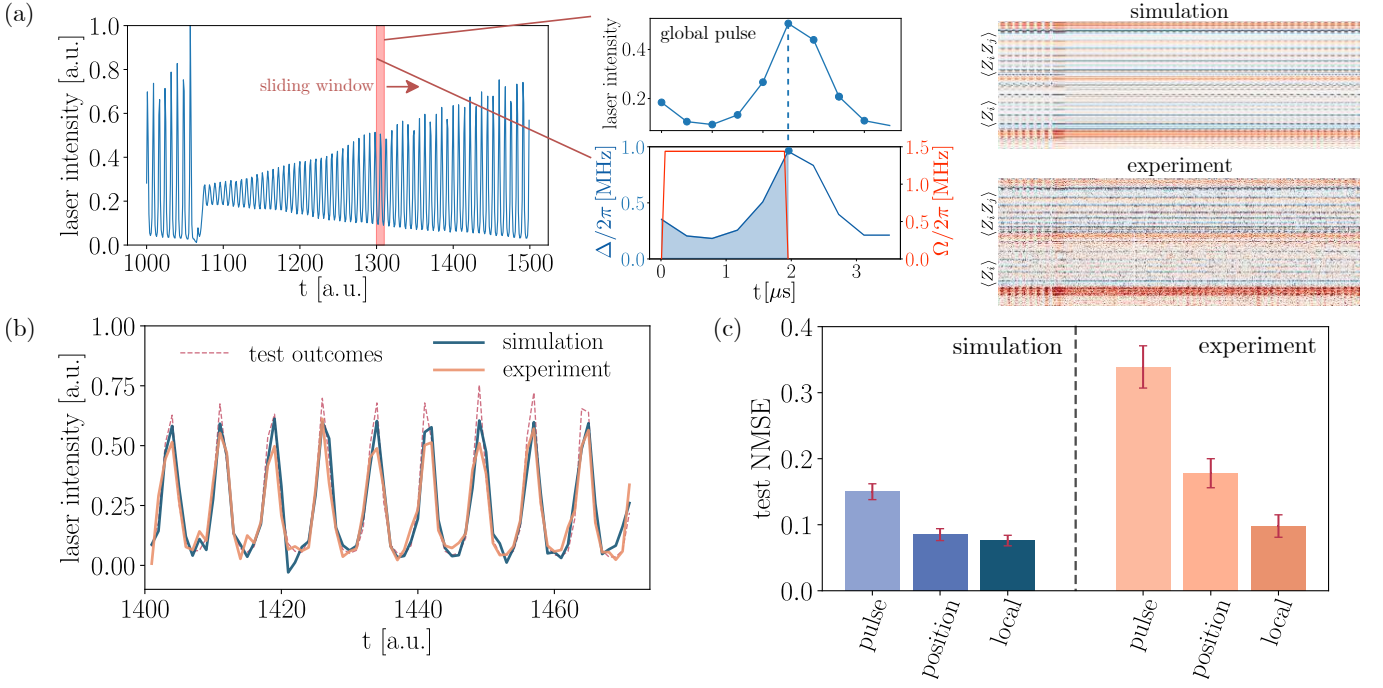 (a)
laser intensity [a.u.]
1.0
0.8
0.6
0.4
0.2
0.0
1000
1100
1200
1300
1400
1500
t [a.u.]
sliding window
laser intensity
0.4
0.2
global pulse
Δ/2π [MHz]
1.0
0.5
0.0
Ω/2π [MHz]
1.5
1.0
0.5
0.0
0
1
2
3
t[μs]
simulation
⟨Z_iZ_j⟩
⟨Z_i⟩
experiment
⟨Z_iZ_j⟩
⟨Z_i⟩
(b)
laser intensity [a.u.]
1.00
0.75
0.50
0.25
0.00
test outcomes
simulation
experiment
1400
1420
1440
1460
t [a.u.]
(c)
test NMSE
0.4
0.3
0.2
0.1
0.0
simulation
experiment
pulse
position
local
pulse
position
local